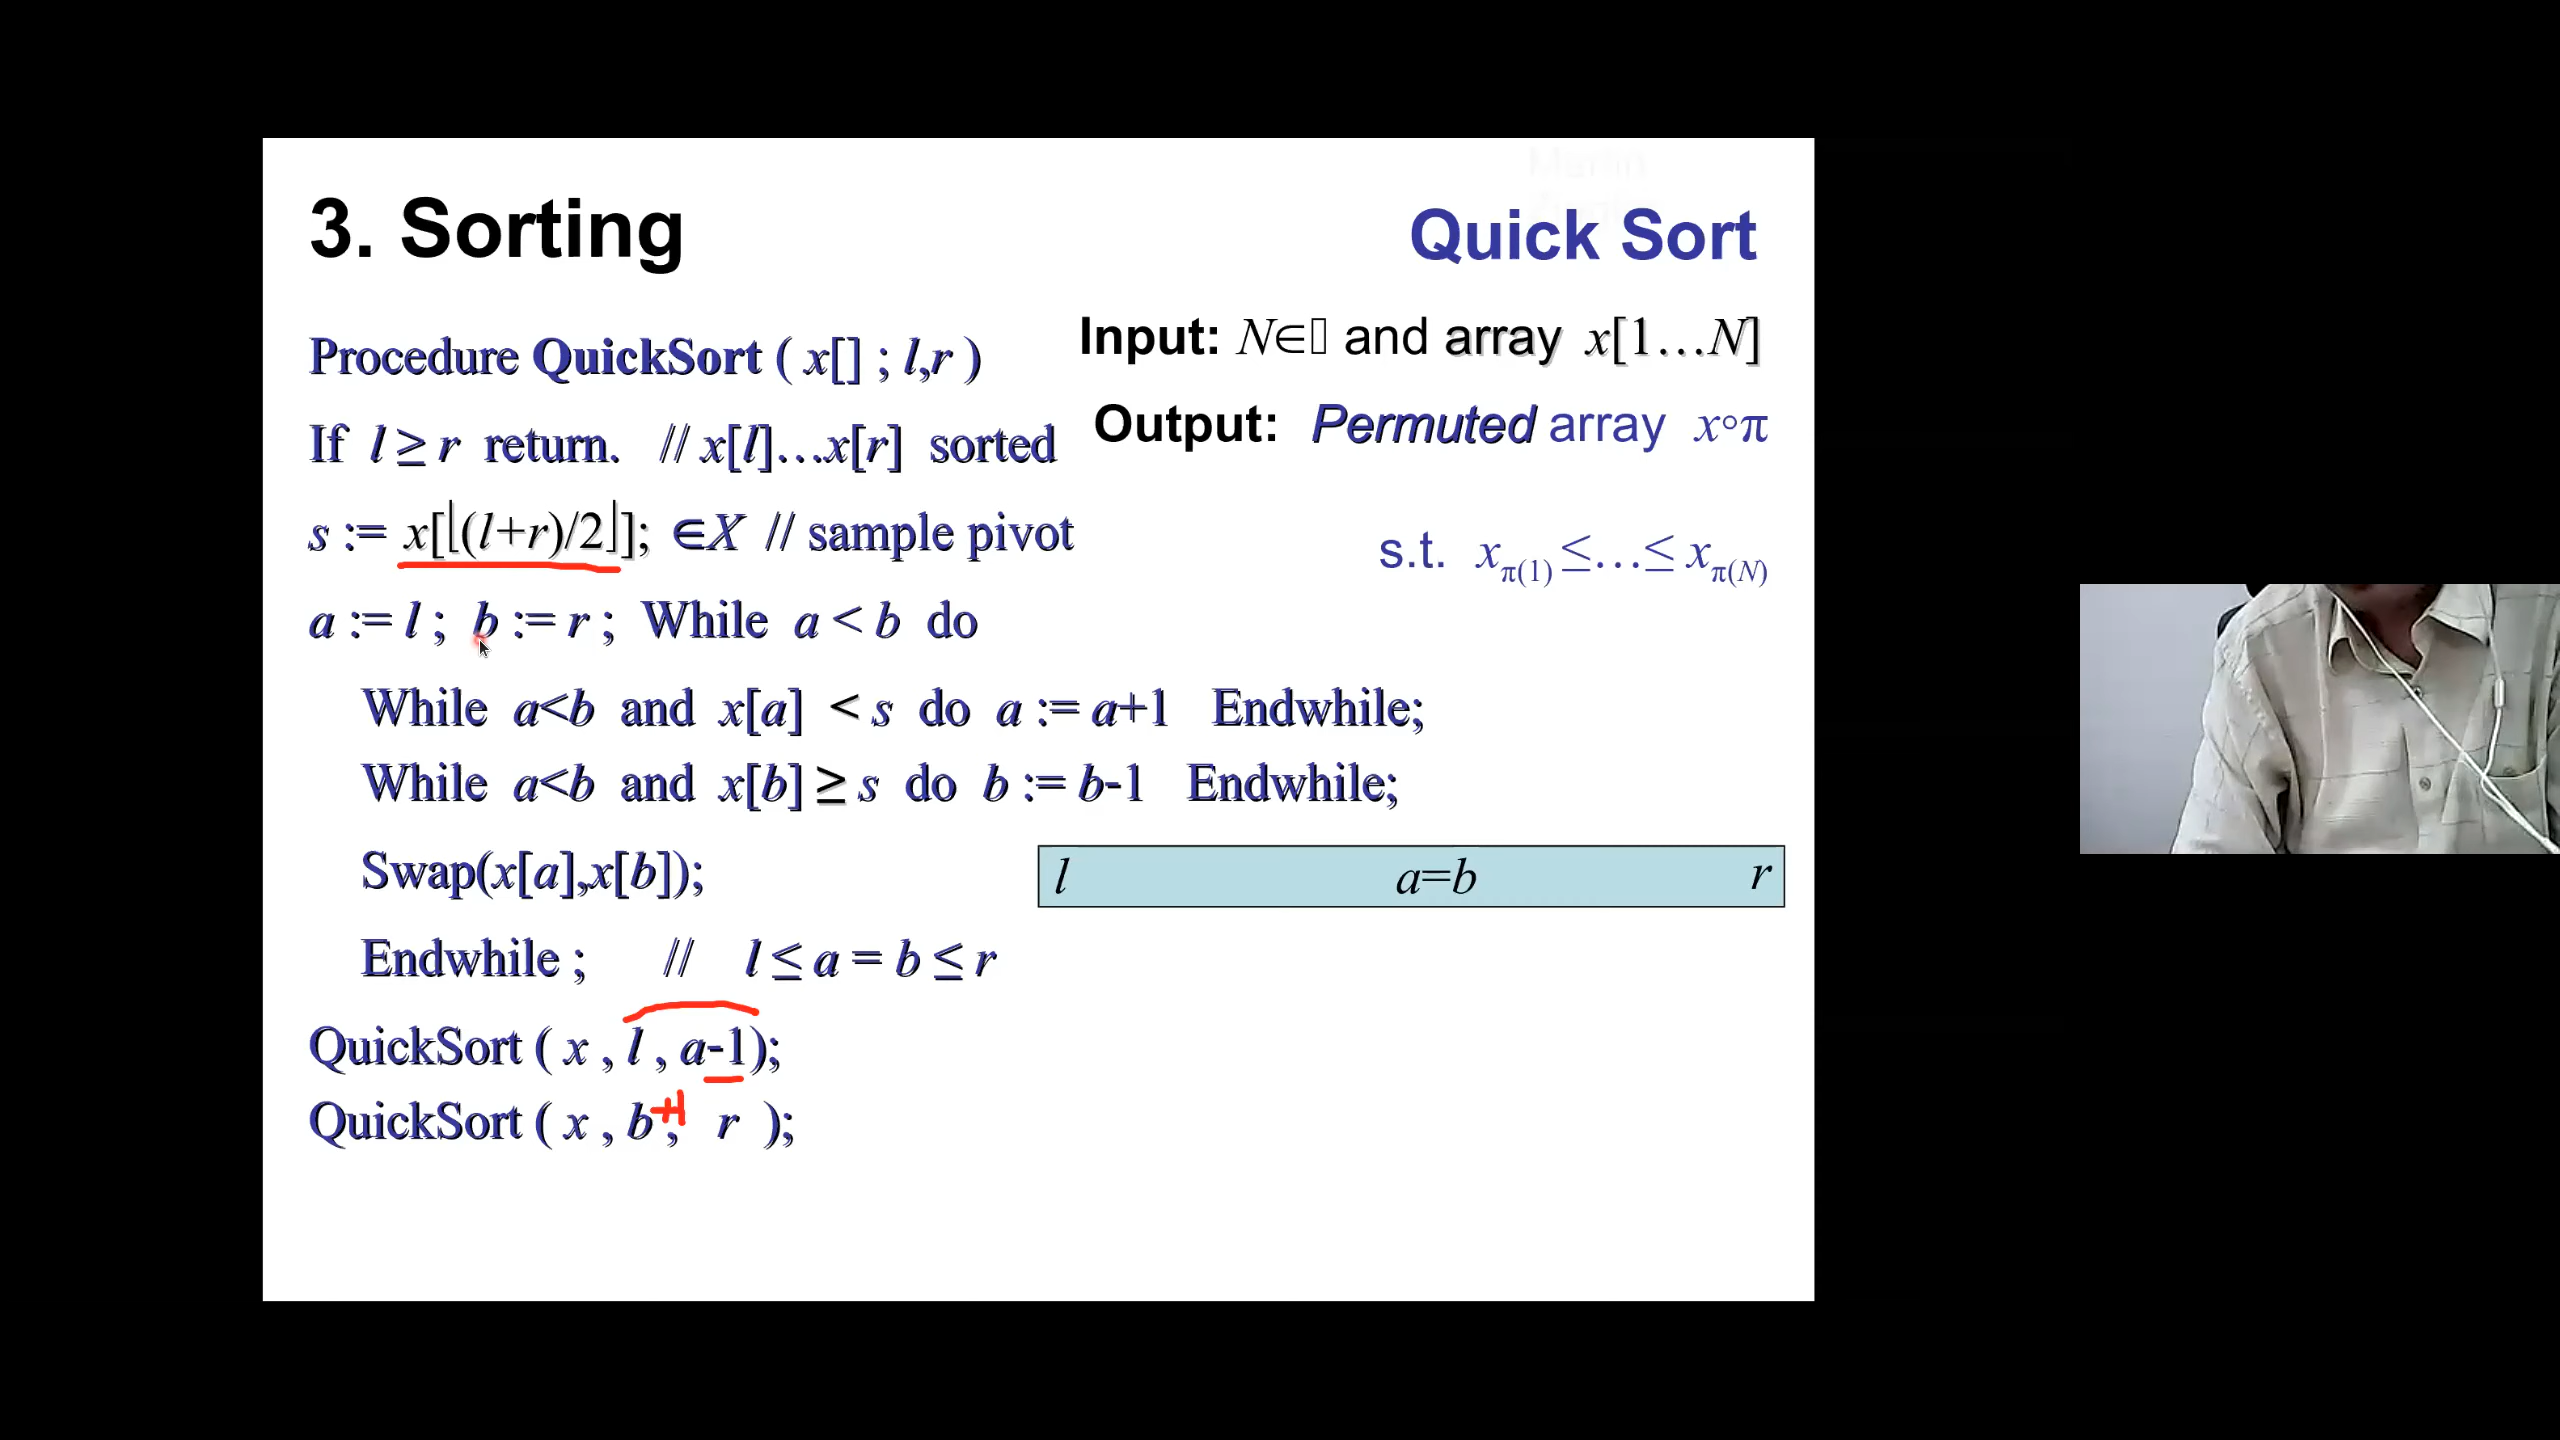 3. Sorting
Quick Sort
Input: N∈▯ and array x[1…N]
Output: Permuted array x∘π
s.t. xπ(1) ≤…≤ xπ(N)
Procedure QuickSort ( x[] ; l,r )
If l ≥ r return. // x[l]…x[r] sorted
s := x[⌊(l+r)/2⌋]; ∈X // sample pivot
a := l ; b := r ; While a < b do
While a<b and x[a] < s do a := a+1 Endwhile;
While a<b and x[b] ≥ s do b := b-1 Endwhile;
Swap(x[a],x[b]);
l a=b r
Endwhile ; // l ≤ a = b ≤ r
QuickSort ( x , l , a-1);
QuickSort ( x , b+1, r );